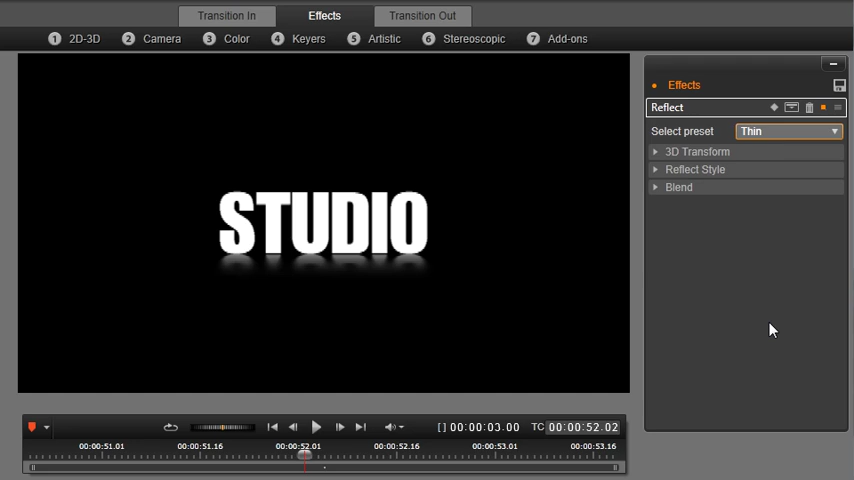 Transition In Effects Transition Out
1 2D-3D 2 Camera 3 Color 4 Keyers 5 Artistic 6 Stereoscopic 7 Add-ons
Effects
Reflect
Select preset Thin
3D Transform
Reflect Style
Blend
STUDIO
[] 00:00:03.00 TC 00:00:52.02
00:00:51.01 00:00:51.16 00:00:52.01 00:00:52.16 00:00:53.01 00:00:53.16